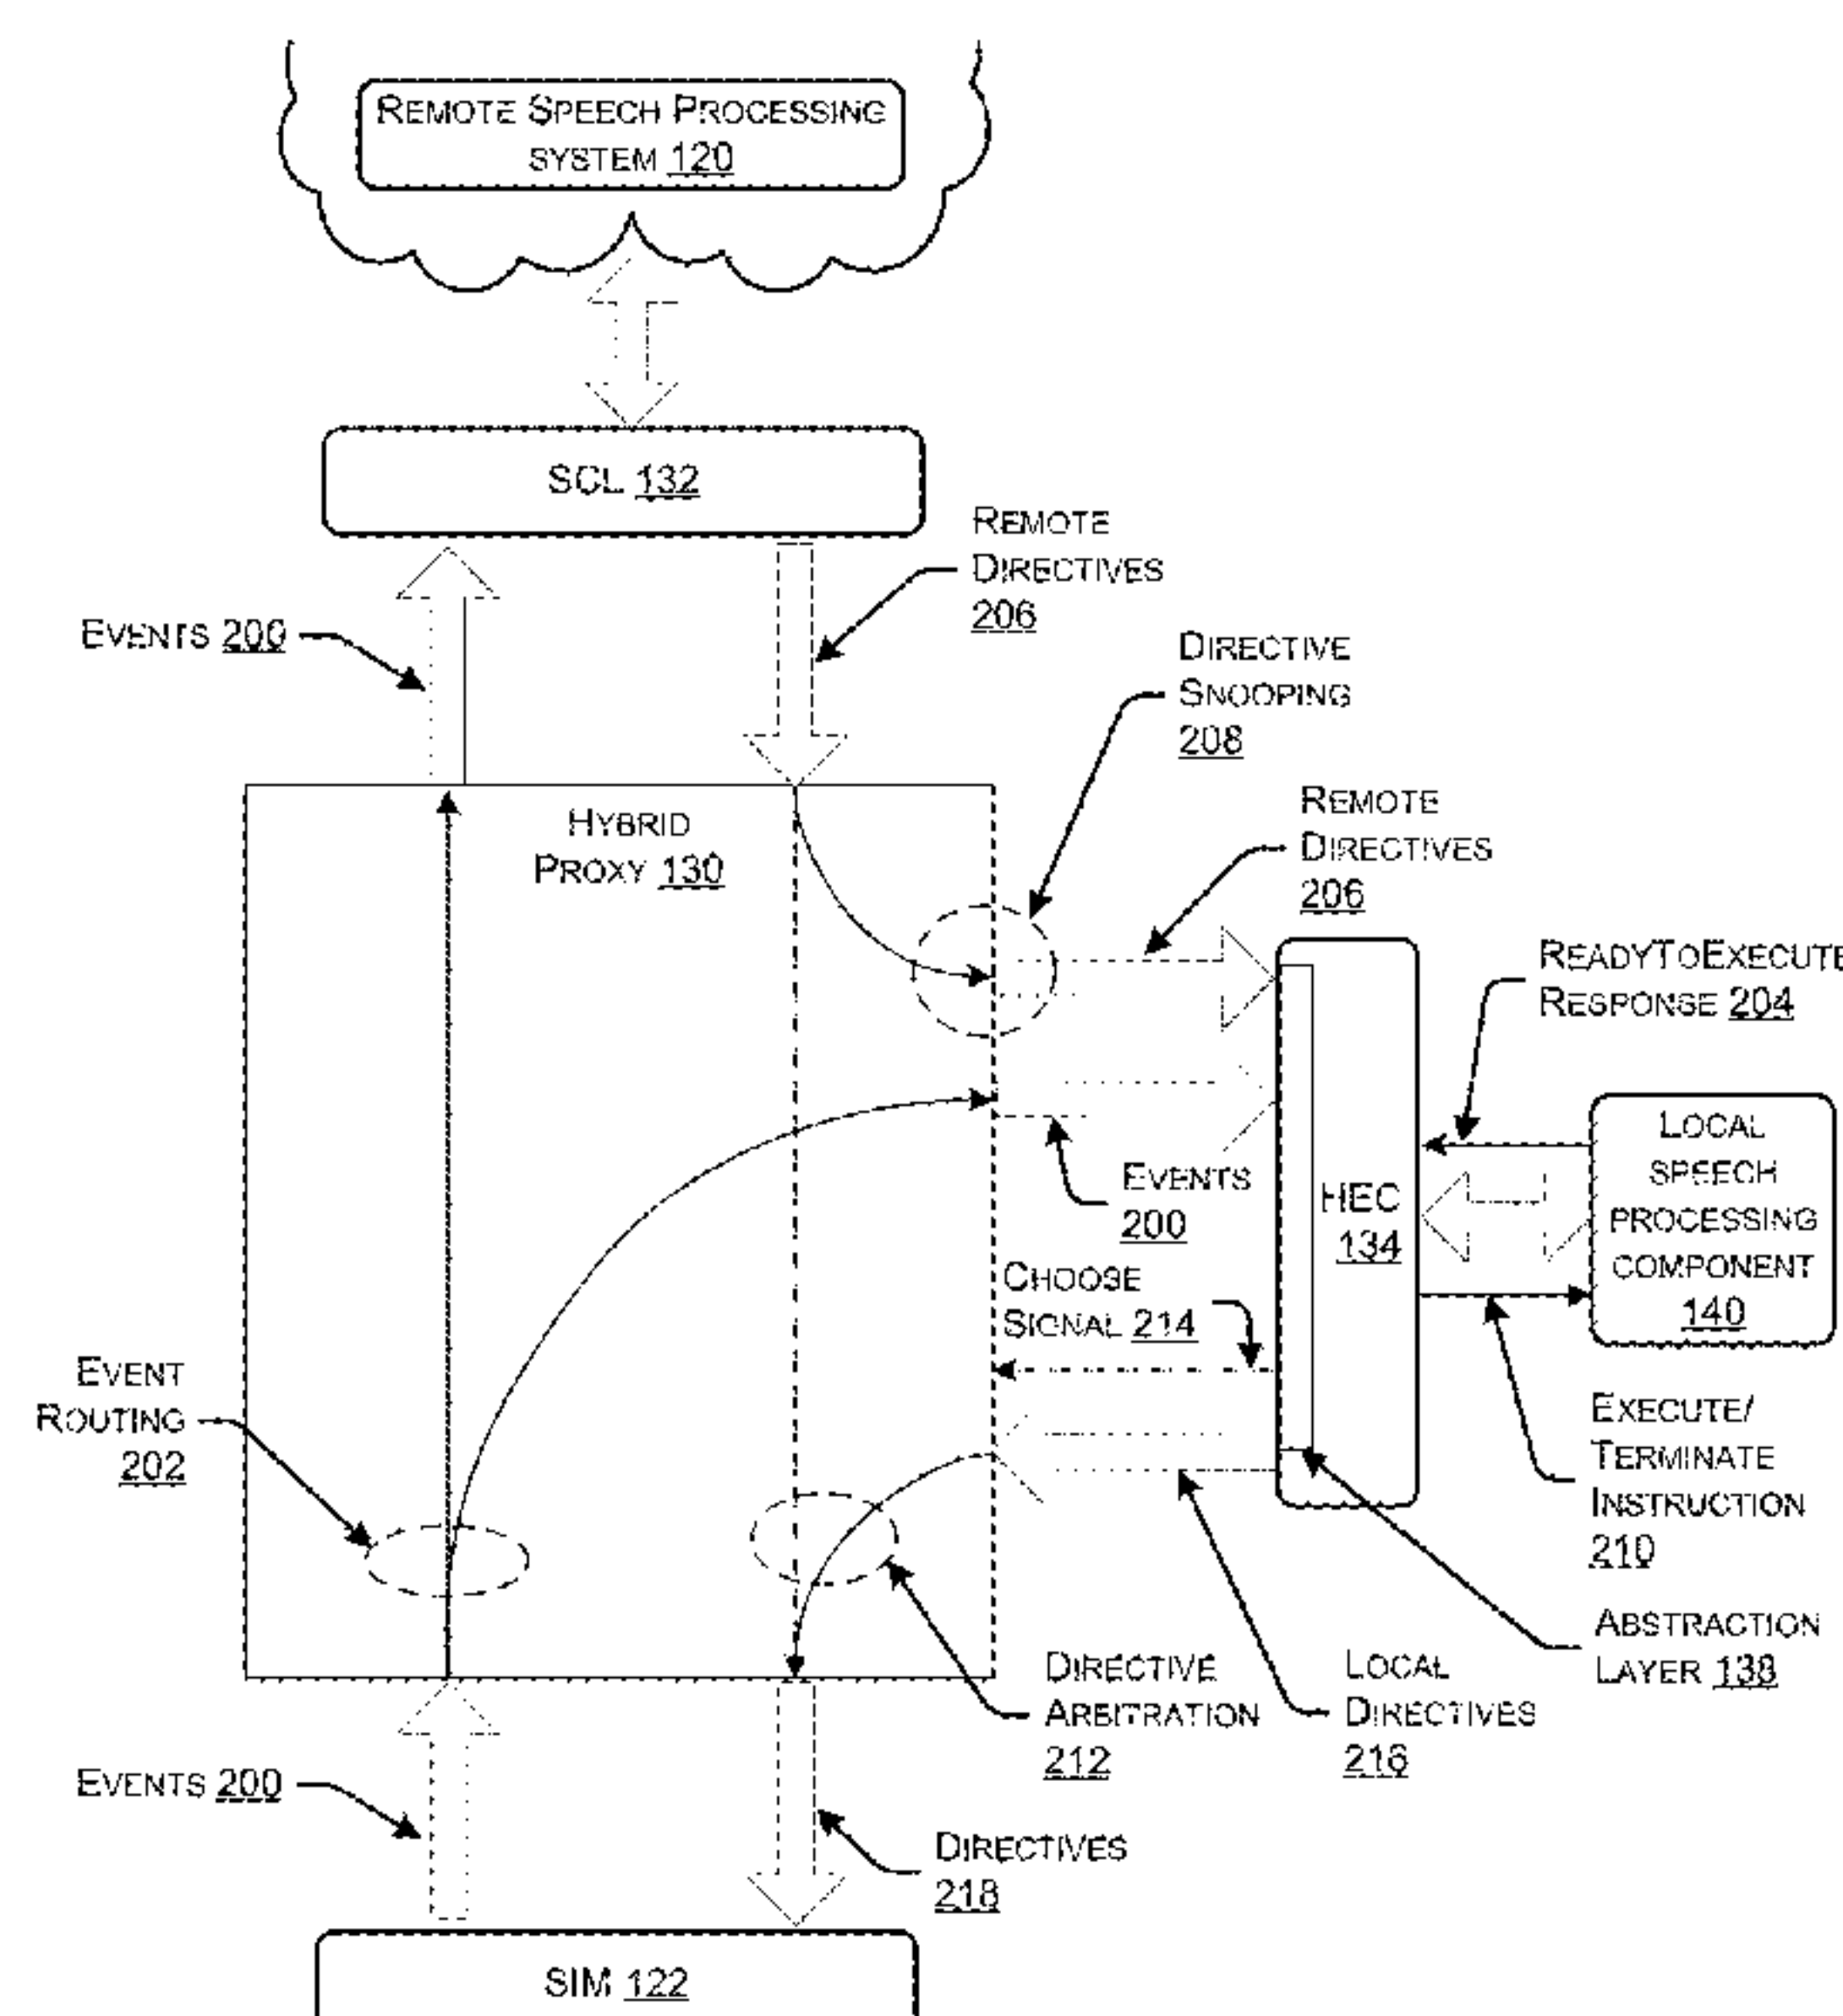 REMOTE SPEECH PROCESSING
SYSTEM 120
SCL 132
REMOTE
DIRECTIVES
206
EVENTS 200
DIRECTIVE
SNOOPING
208
HYBRID
PROXY 130
REMOTE
DIRECTIVES
206
READYTOEXECUTE
RESPONSE 204
LOCAL
SPEECH
PROCESSING
COMPONENT
140
EVENTS
200
HEC
134
CHOOSE
SIGNAL 214
EVENT
ROUTING
202
EXECUTE/
TERMINATE
INSTRUCTION
210
ABSTRACTION
LAYER 138
DIRECTIVE
ARBITRATION
212
LOCAL
DIRECTIVES
216
EVENTS 200
DIRECTIVES
218
SIM 122